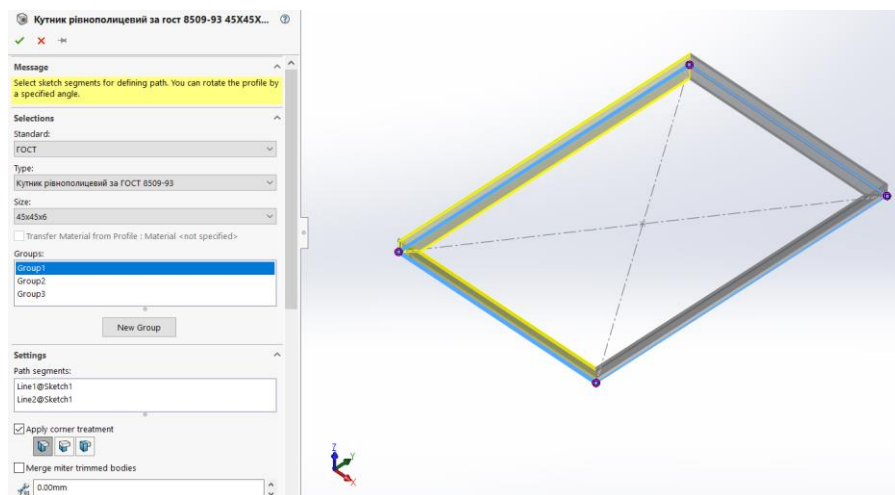 Кутник рівнополицевий за гост 8509-93 45X45X...
Message
Select sketch segments for defining path. You can rotate the profile by
a specified angle.
Selections
Standard:
ГОСТ
Type:
Кутник рівнополицевий за ГОСТ 8509-93
Size:
45x45x6
Transfer Material from Profile : Material <not specified>
Groups:
Group1
Group2
Group3
New Group
Settings
Path segments:
Line1@Sketch1
Line2@Sketch1
Apply corner treatment
Merge miter trimmed bodies
0.00mm
Z
Y
X